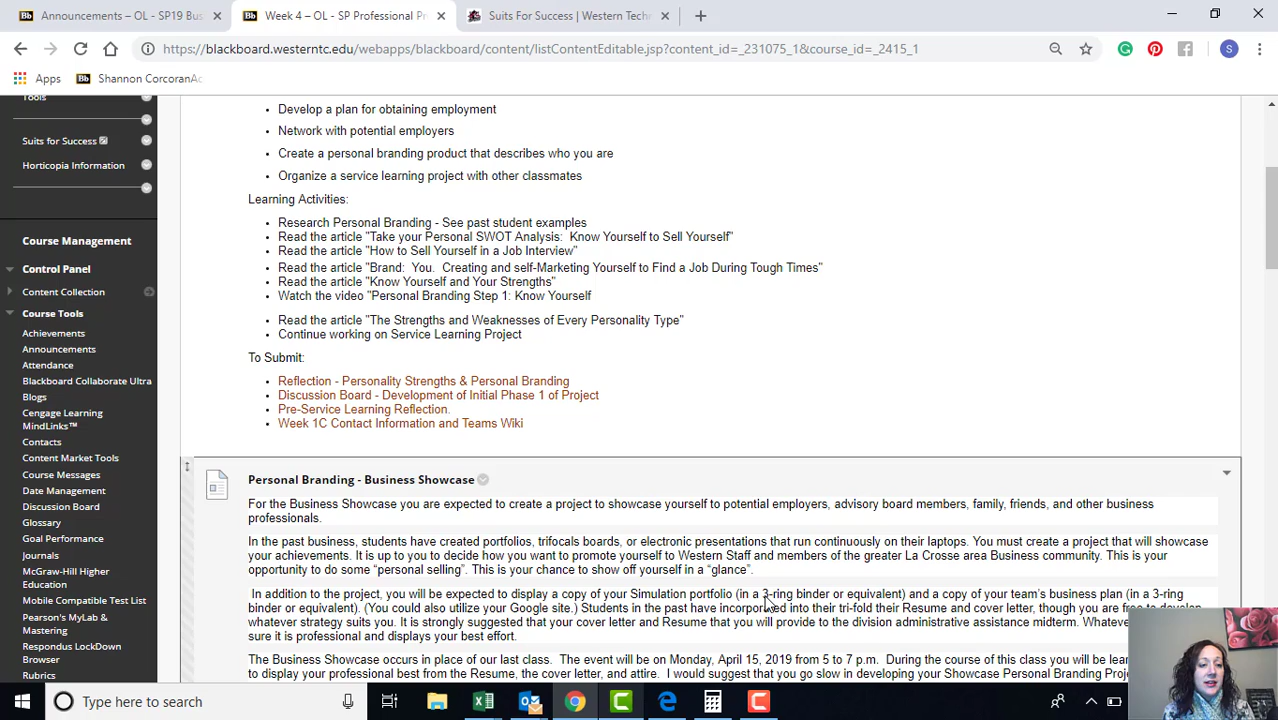 Announcements – OL - SP19 Bus
Week 4 – OL - SP Professional Pr
Suits For Success | Western Tech
https://blackboard.westerntc.edu/webapps/blackboard/content/listContentEditable.jsp?content_id=_231075_1&course_id=_2415_1
Apps
Bb
Shannon CorcoranAc
Tools
Suits for Success
Horticopia Information
Course Management
Control Panel
Content Collection
Course Tools
Achievements
Announcements
Attendance
Blackboard Collaborate Ultra
Blogs
Cengage Learning
MindLinks™
Contacts
Content Market Tools
Course Messages
Date Management
Discussion Board
Glossary
Goal Performance
Journals
McGraw-Hill Higher
Education
Mobile Compatible Test List
Pearson's MyLab &
Mastering
Respondus LockDown
Browser
Rubrics
• Develop a plan for obtaining employment
• Network with potential employers
• Create a personal branding product that describes who you are
• Organize a service learning project with other classmates
Learning Activities:
• Research Personal Branding - See past student examples
• Read the article "Take your Personal SWOT Analysis: Know Yourself to Sell Yourself"
• Read the article "How to Sell Yourself in a Job Interview"
• Read the article "Brand: You. Creating and self-Marketing Yourself to Find a Job During Tough Times"
• Read the article "Know Yourself and Your Strengths"
• Watch the video "Personal Branding Step 1: Know Yourself
• Read the article "The Strengths and Weaknesses of Every Personality Type"
• Continue working on Service Learning Project
To Submit:
• Reflection - Personality Strengths & Personal Branding
• Discussion Board - Development of Initial Phase 1 of Project
• Pre-Service Learning Reflection.
• Week 1C Contact Information and Teams Wiki
Personal Branding - Business Showcase
For the Business Showcase you are expected to create a project to showcase yourself to potential employers, advisory board members, family, friends, and other business
professionals.
In the past business, students have created portfolios, trifocals boards, or electronic presentations that run continuously on their laptops. You must create a project that will showcase
your achievements. It is up to you to decide how you want to promote yourself to Western Staff and members of the greater La Crosse area Business community. This is your
opportunity to do some “personal selling”. This is your chance to show off yourself in a “glance”.
In addition to the project, you will be expected to display a copy of your Simulation portfolio (in a 3-ring binder or equivalent) and a copy of your team's business plan (in a 3-ring
binder or equivalent). (You could also utilize your Google site.) Students in the past have incorporated into their tri-fold their Resume and cover letter, though you are free to develop
whatever strategy suits you. It is strongly suggested that your cover letter and Resume that you will provide to the division administrative assistance midterm. Whateve
sure it is professional and displays your best effort.
The Business Showcase occurs in place of our last class. The event will be on Monday, April 15, 2019 from 5 to 7 p.m. During the course of this class you will be lear
to display your professional best from the Resume, the cover letter, and attire. I would suggest that you go slow in developing your Showcase Personal Branding Proj
Type here to search